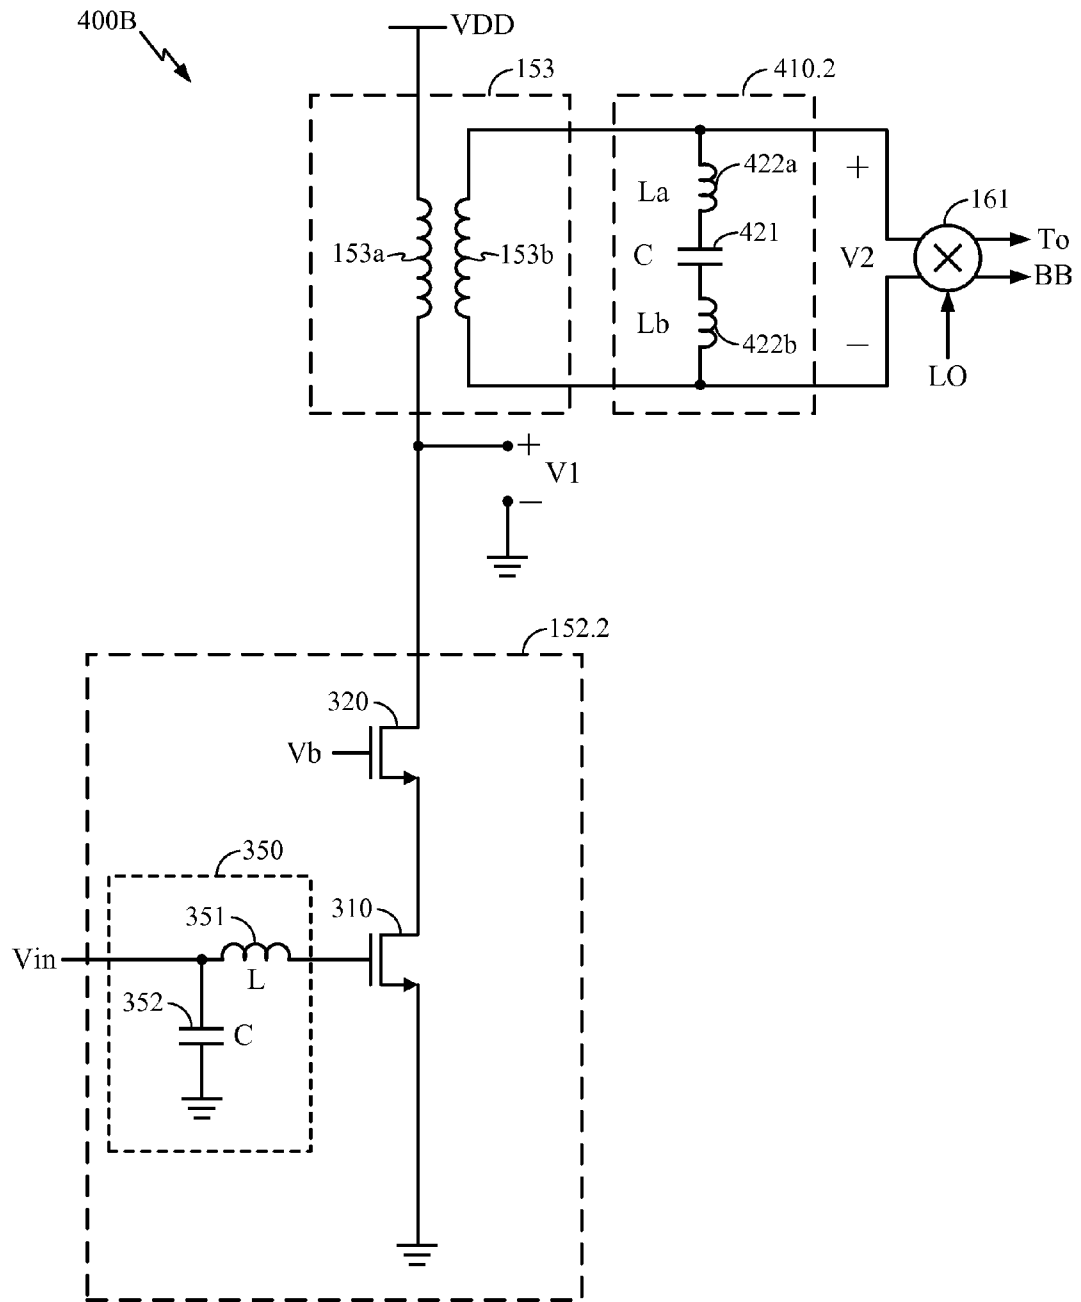 400B
VDD
153
410.2
422a
La
+
161
153a
153b
421
C
V2
To
BB
Lb
422b
−
LO
+
V1
−
152.2
320
Vb
350
351
310
Vin
L
352
C